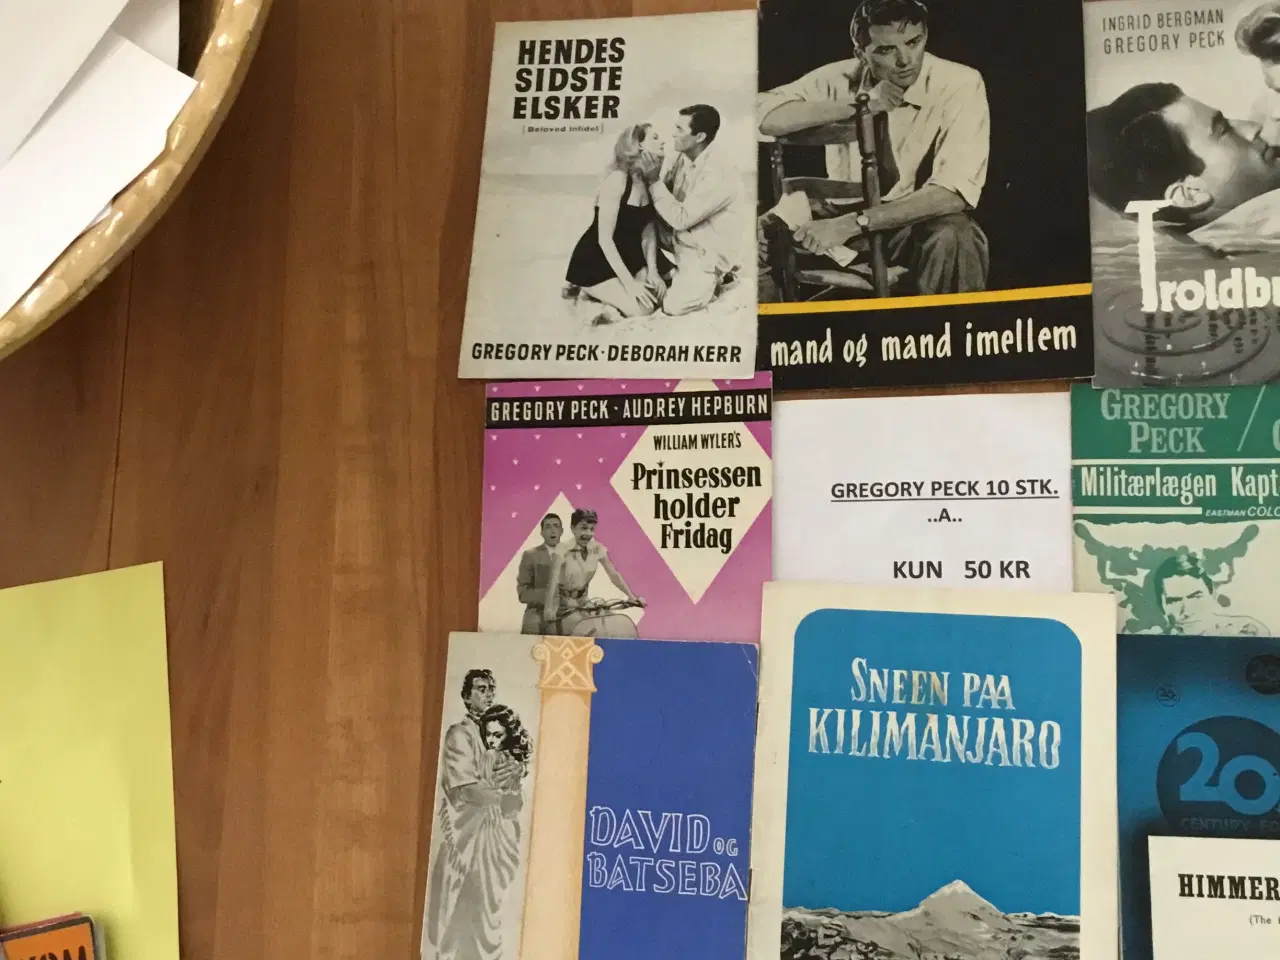 HENDES
SIDSTE
ELSKER
[Beloved Infidel]
GREGORY PECK · DEBORAH KERR
mand og mand imellem
INGRID BERGMAN
GREGORY PECK
Troldb
GREGORY PECK · AUDREY HEPBURN
WILLIAM WYLER'S
Prinsessen
holder
Fridag
GREGORY PECK 10 STK.
..A..
KUN 50 KR
GREGORY /
PECK
Militærlægen Kapt
EASTMAN COLO
DAVID OG
BATSEBA
SNEEN PAA
KILIMANJARO
20
CENTURY FO
HIMMER
(The